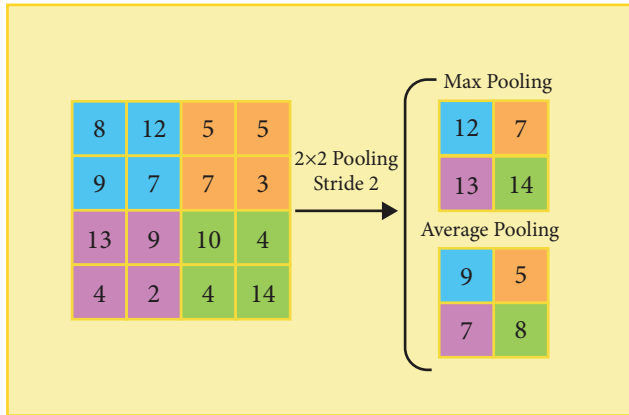 8 12 5 5
9 7 7 3
13 9 10 4
4 2 4 14
2×2 Pooling
Stride 2
Max Pooling
12 7
13 14
Average Pooling
9 5
7 8